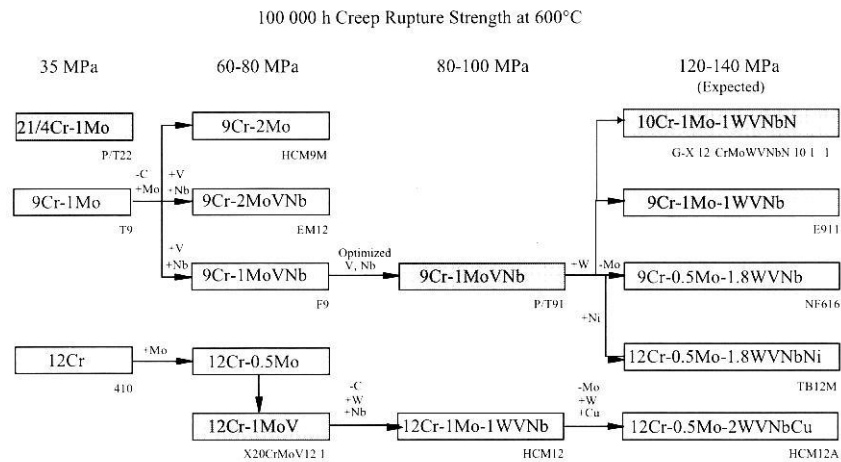 100 000 h Creep Rupture Strength at 600°C
35 MPa
60-80 MPa
80-100 MPa
120-140 MPa
(Expected)
21/4Cr-1Mo
P/T22
9Cr-2Mo
HCM9M
10Cr-1Mo-1WVNbN
G-X 12 CrMoWVNbN 10 1 1
-C
+Mo
+V
+Nb
9Cr-1Mo
T9
9Cr-2MoVNb
EM12
9Cr-1Mo-1WVNb
E911
+V
+Nb
9Cr-1MoVNb
F9
Optimized
V, Nb
9Cr-1MoVNb
P/T91
+W
-Mo
9Cr-0.5Mo-1.8WVNb
NF616
+Ni
12Cr
410
+Mo
12Cr-0.5Mo
12Cr-0.5Mo-1.8WVNbNi
TB12M
12Cr-1MoV
X20CrMoV12 1
-C
+W
+Nb
12Cr-1Mo-1WVNb
HCM12
-Mo
+W
+Cu
12Cr-0.5Mo-2WVNbCu
HCM12A